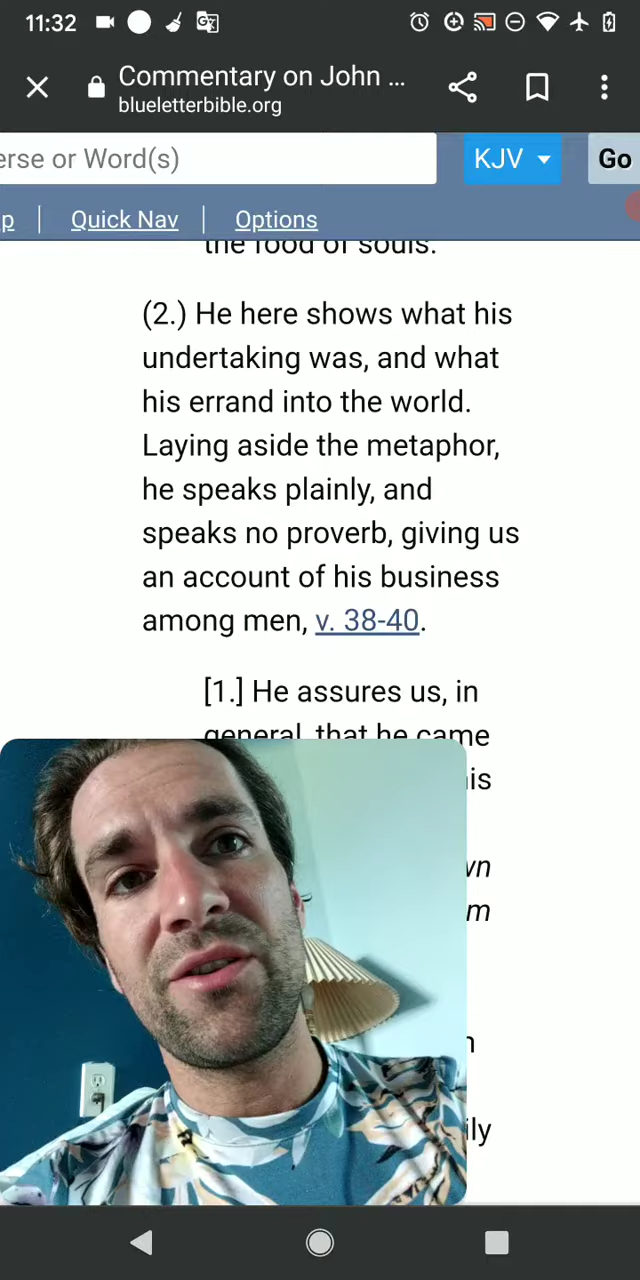 11:32
Commentary on John ...
blueletterbible.org
erse or Word(s)
KJV
Go
p | Quick Nav | Options
the food of souls.
(2.) He here shows what his
undertaking was, and what
his errand into the world.
Laying aside the metaphor,
he speaks plainly, and
speaks no proverb, giving us
an account of his business
among men, v. 38-40.
[1.] He assures us, in
general, that he came
is
vn
m
n
ily